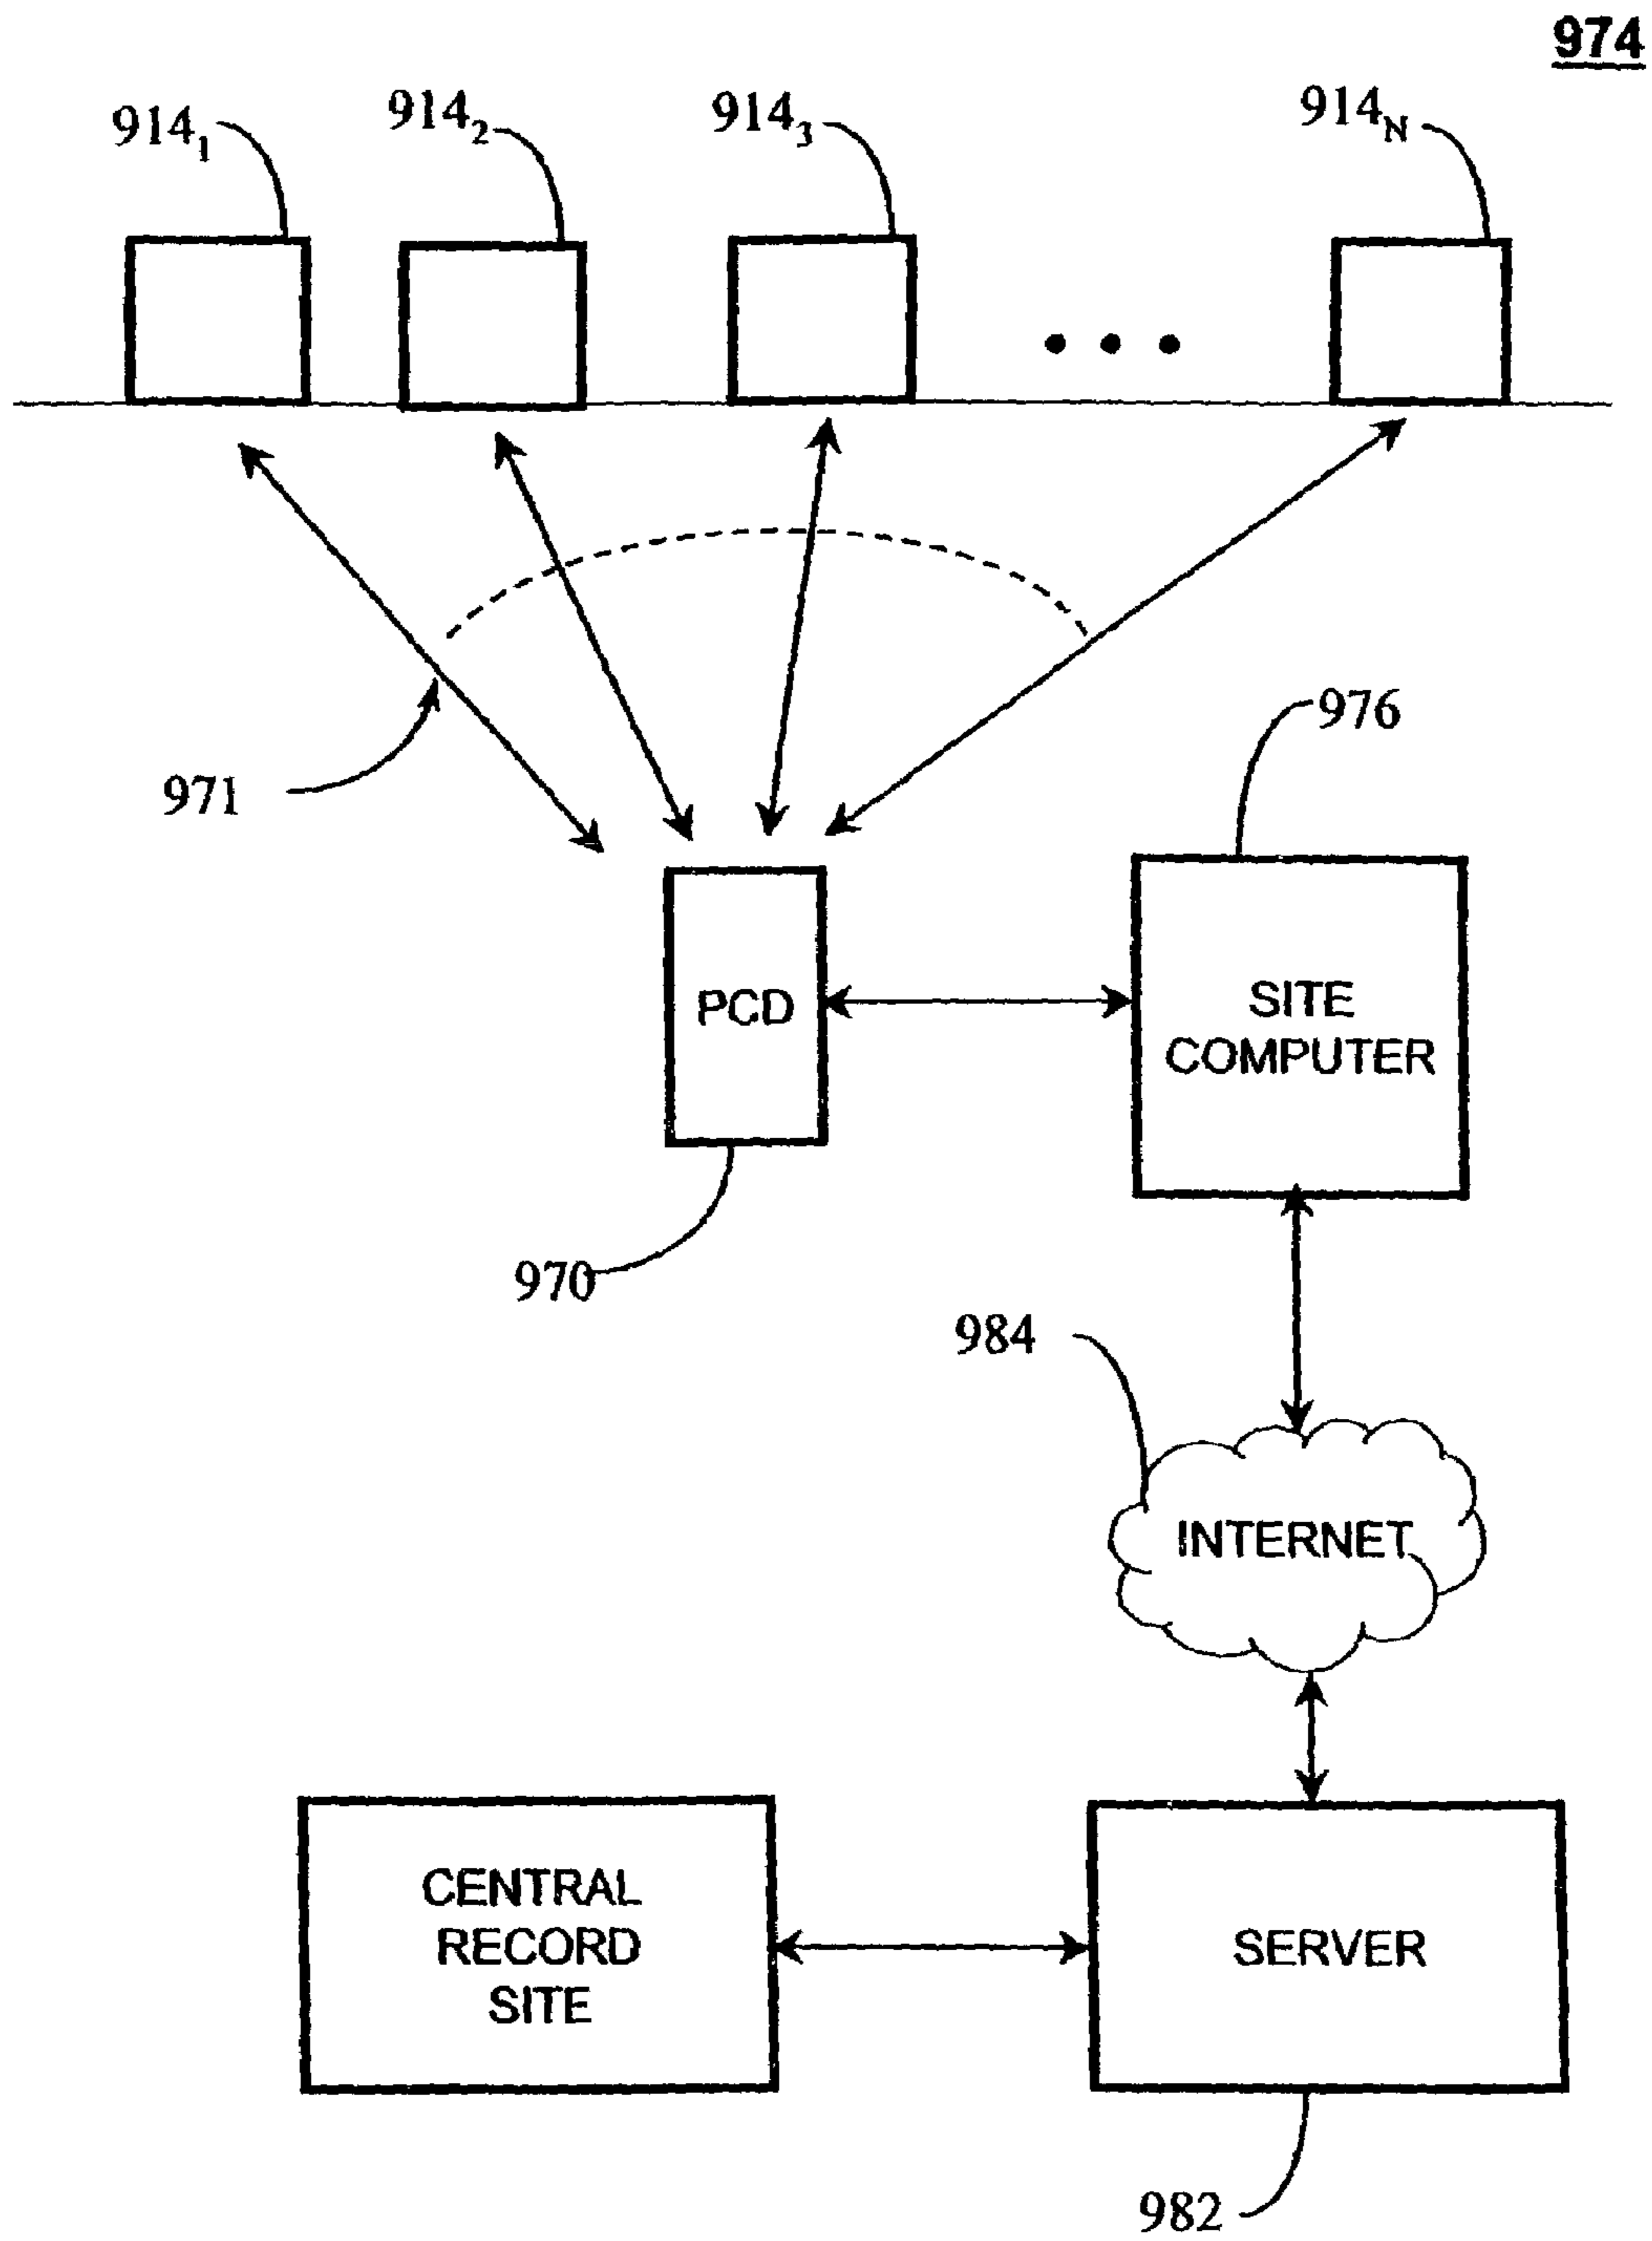 974
914₁ 914₂ 914₃ 914N
976
971
PCD
SITE
COMPUTER
970
984
INTERNET
CENTRAL
RECORD
SITE
SERVER
982